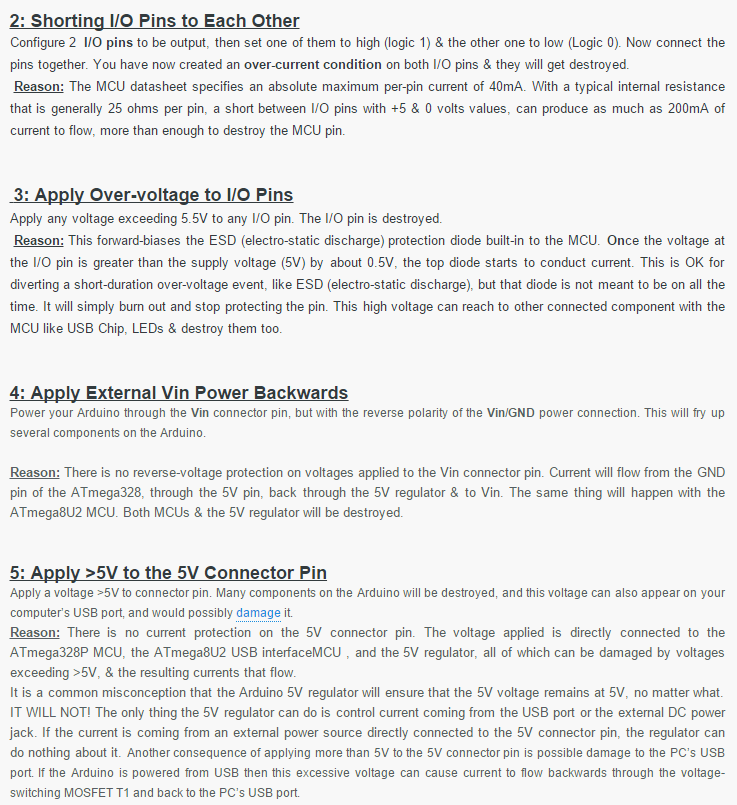 2: Shorting I/O Pins to Each Other
Configure 2 I/O pins to be output, then set one of them to high (logic 1) & the other one to low (Logic 0). Now connect the
pins together. You have now created an over-current condition on both I/O pins & they will get destroyed.
Reason: The MCU datasheet specifies an absolute maximum per-pin current of 40mA. With a typical internal resistance
that is generally 25 ohms per pin, a short between I/O pins with +5 & 0 volts values, can produce as much as 200mA of
current to flow, more than enough to destroy the MCU pin.
3: Apply Over-voltage to I/O Pins
Apply any voltage exceeding 5.5V to any I/O pin. The I/O pin is destroyed.
Reason: This forward-biases the ESD (electro-static discharge) protection diode built-in to the MCU. Once the voltage at
the I/O pin is greater than the supply voltage (5V) by about 0.5V, the top diode starts to conduct current. This is OK for
diverting a short-duration over-voltage event, like ESD (electro-static discharge), but that diode is not meant to be on all the
time. It will simply burn out and stop protecting the pin. This high voltage can reach to other connected component with the
MCU like USB Chip, LEDs & destroy them too.
4: Apply External Vin Power Backwards
Power your Arduino through the Vin connector pin, but with the reverse polarity of the Vin/GND power connection. This will fry up
several components on the Arduino.
Reason: There is no reverse-voltage protection on voltages applied to the Vin connector pin. Current will flow from the GND
pin of the ATmega328, through the 5V pin, back through the 5V regulator & to Vin. The same thing will happen with the
ATmega8U2 MCU. Both MCUs & the 5V regulator will be destroyed.
5: Apply >5V to the 5V Connector Pin
Apply a voltage >5V to connector pin. Many components on the Arduino will be destroyed, and this voltage can also appear on your
computer's USB port, and would possibly damage it.
Reason: There is no current protection on the 5V connector pin. The voltage applied is directly connected to the
ATmega328P MCU, the ATmega8U2 USB interfaceMCU , and the 5V regulator, all of which can be damaged by voltages
exceeding >5V, & the resulting currents that flow.
It is a common misconception that the Arduino 5V regulator will ensure that the 5V voltage remains at 5V, no matter what.
IT WILL NOT! The only thing the 5V regulator can do is control current coming from the USB port or the external DC power
jack. If the current is coming from an external power source directly connected to the 5V connector pin, the regulator can
do nothing about it. Another consequence of applying more than 5V to the 5V connector pin is possible damage to the PC's USB
port. If the Arduino is powered from USB then this excessive voltage can cause current to flow backwards through the voltage-
switching MOSFET T1 and back to the PC's USB port.